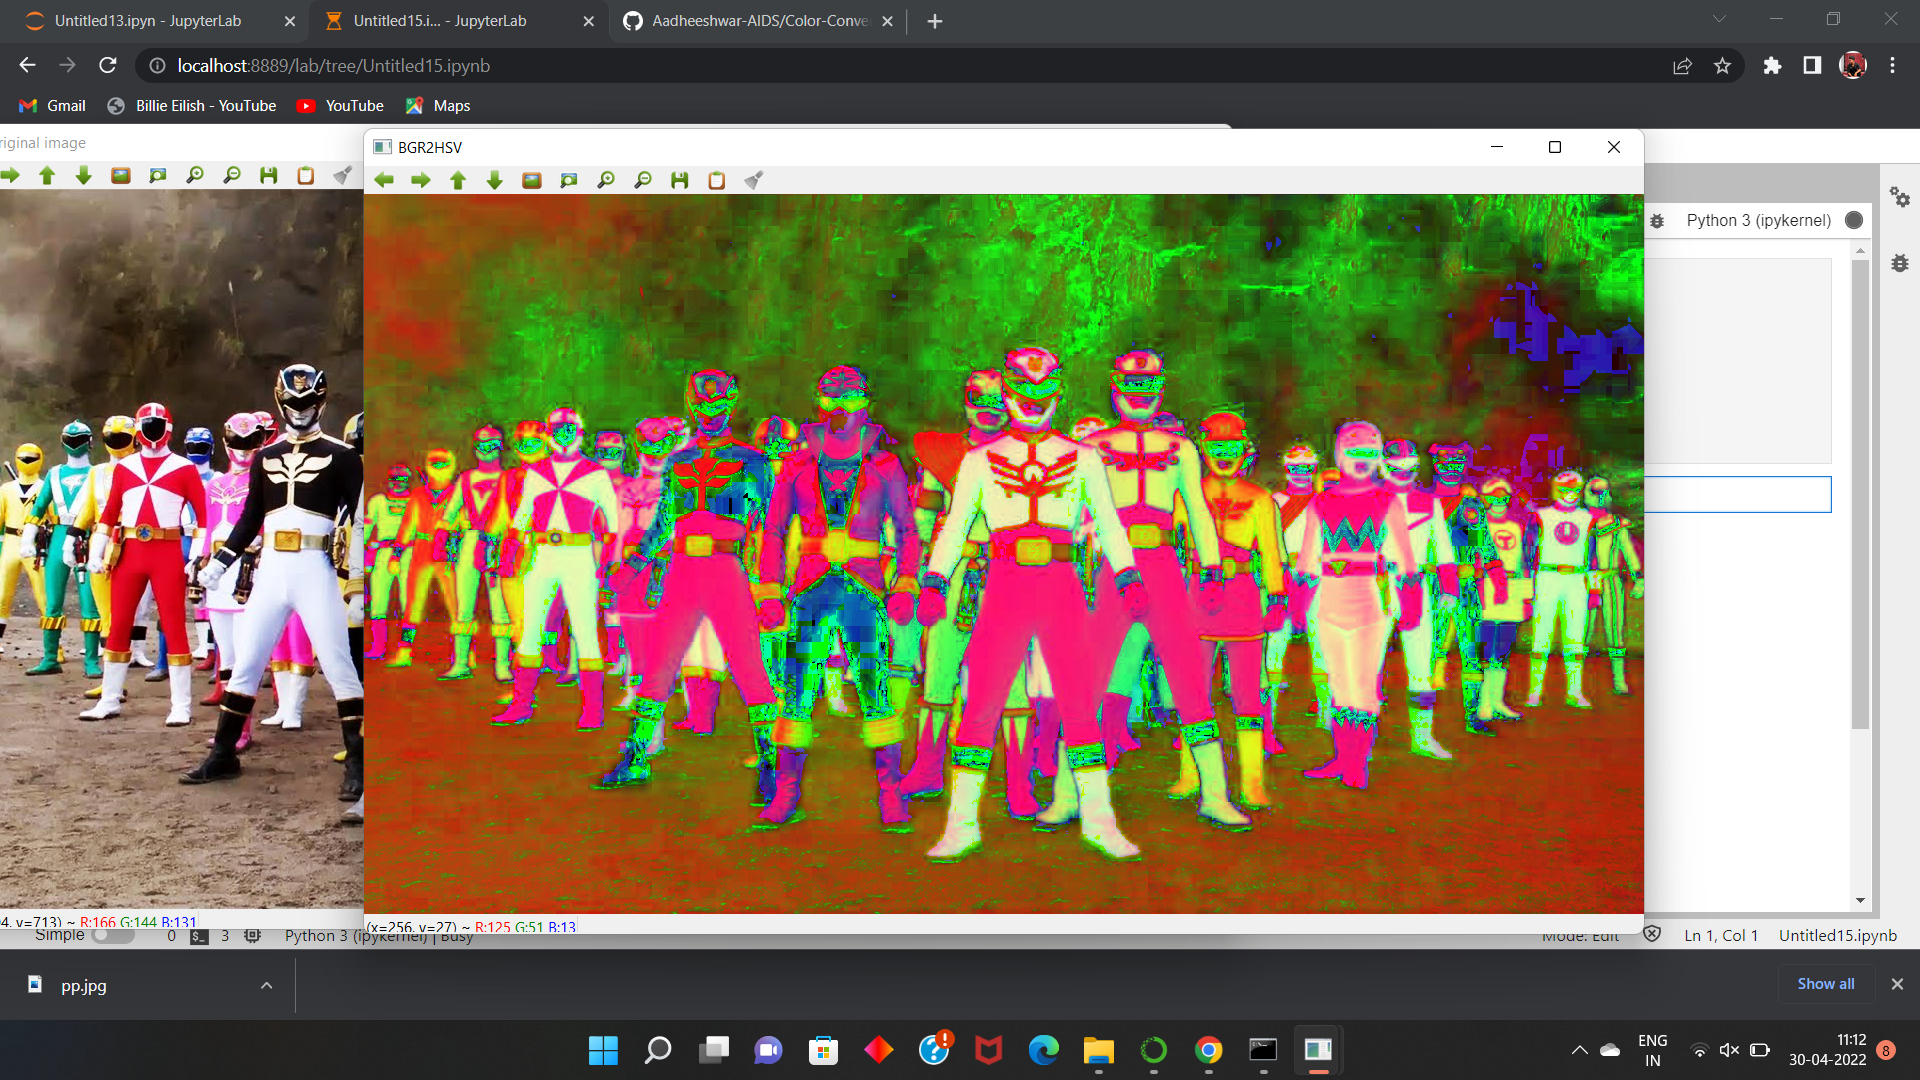 Untitled13.ipyn - JupyterLab
Untitled15.i... - JupyterLab
Aadheeshwar-AIDS/Color-Conve
localhost:8889/lab/tree/Untitled15.ipynb
Gmail
Billie Eilish - YouTube
YouTube
Maps
riginal image
BGR2HSV
Python 3 (ipykernel)
4, y=713) ~ R:166 G:144 B:131
(x=256, y=27) ~ R:125 G:51 B:13
Simple
0
3
Python 3 (ipykernel) | Busy
Mode: Edit
Ln 1, Col 1
Untitled15.ipynb
pp.jpg
Show all
ENG
IN
11:12
30-04-2022
8